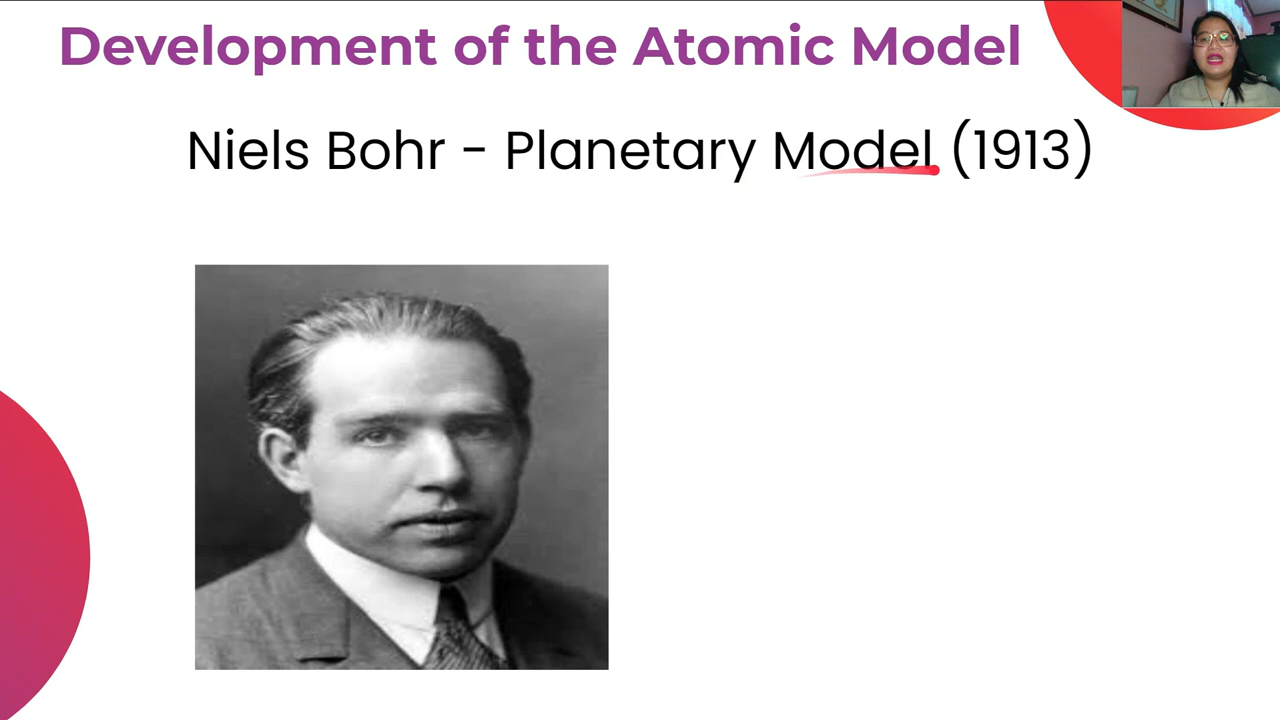 Development of the Atomic Model
Niels Bohr - Planetary Model (1913)